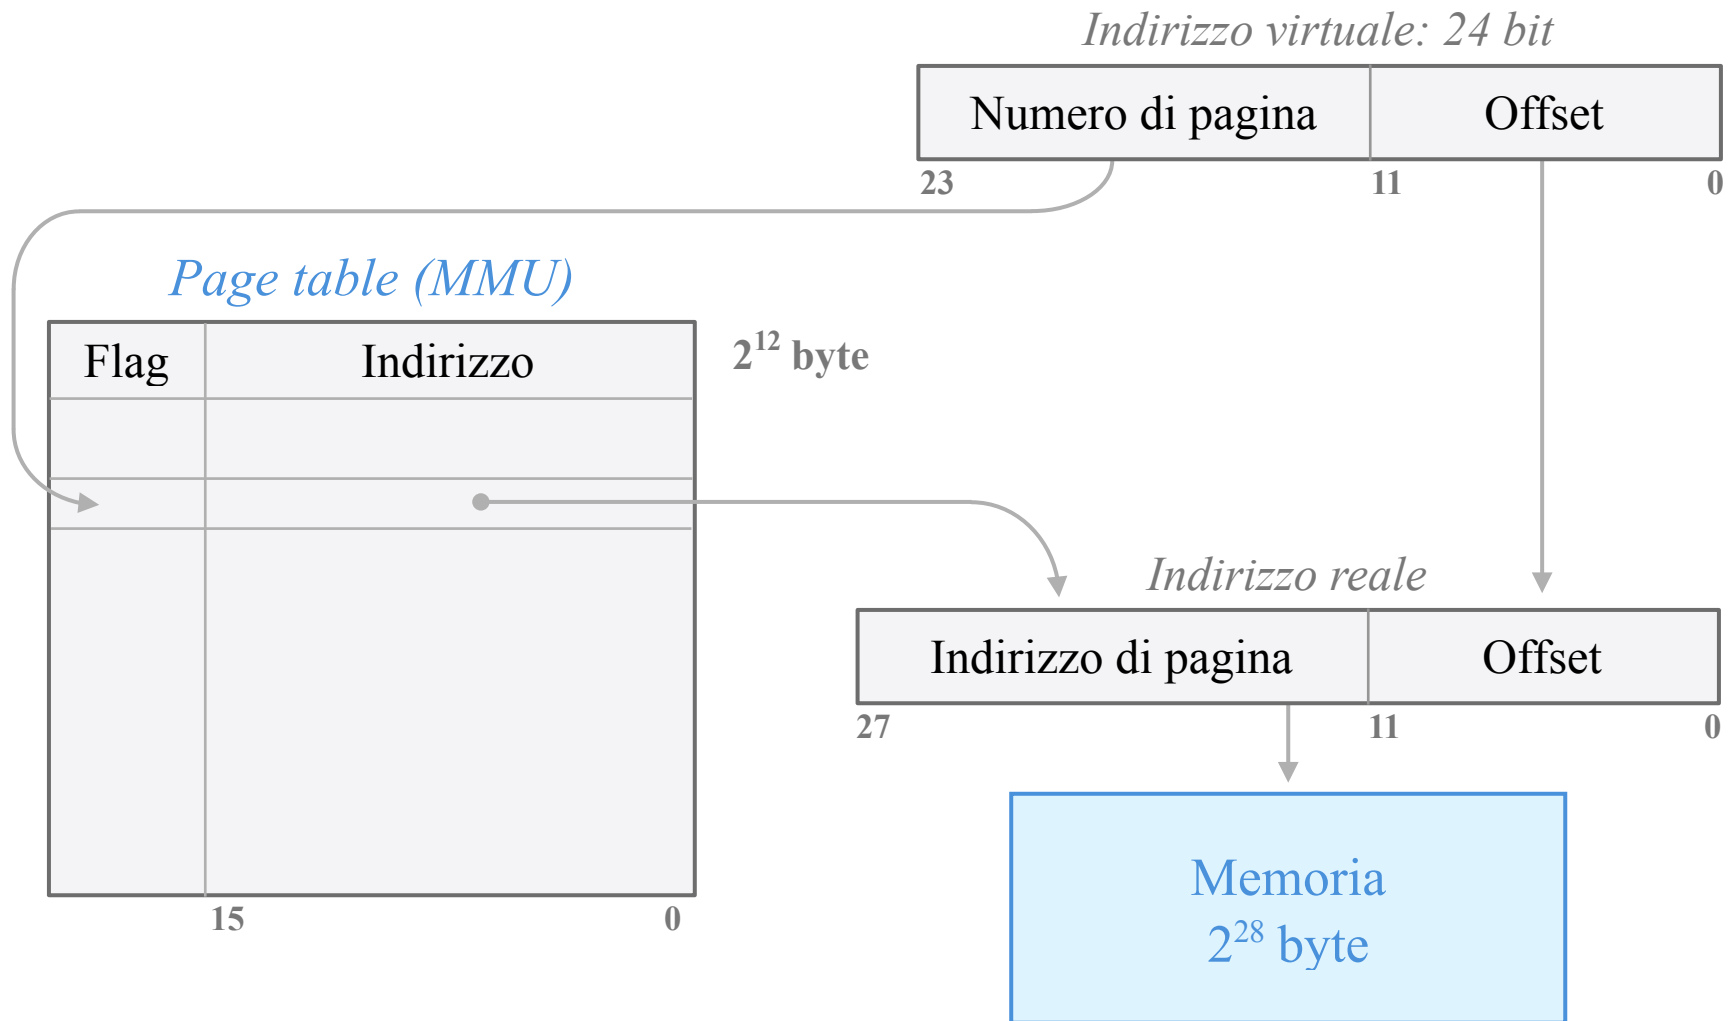 Indirizzo virtuale: 24 bit
Numero di pagina Offset
23 11 0
Page table (MMU)
Flag Indirizzo
2¹² byte
Indirizzo reale
Indirizzo di pagina Offset
27 11 0
15 0
Memoria
2²⁸ byte